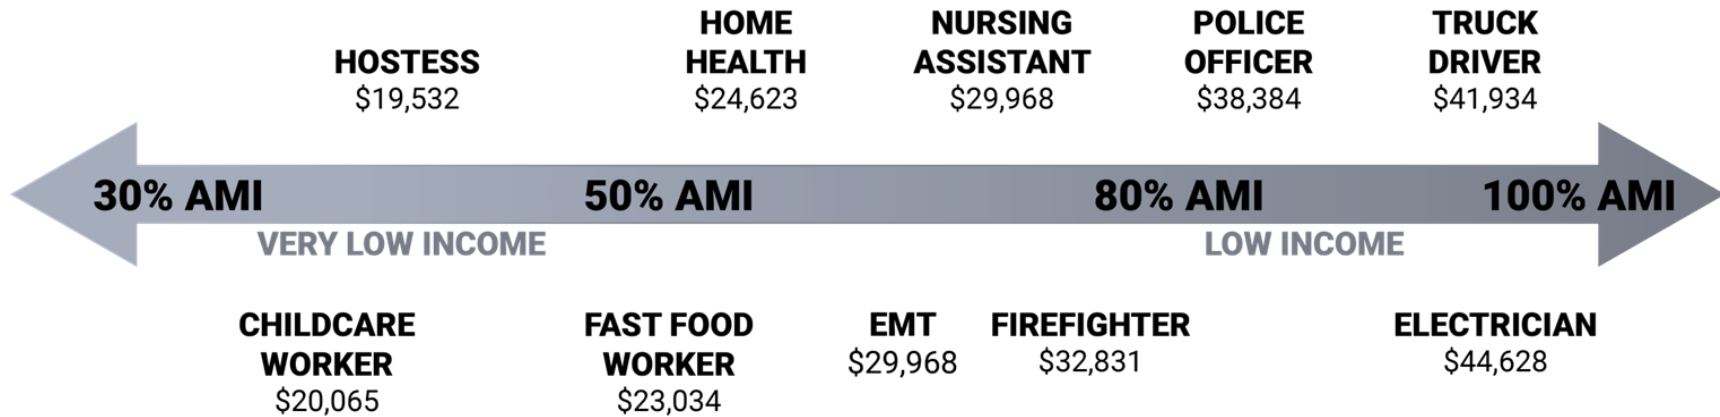 HOSTESS
$19,532
HOME
HEALTH
$24,623
NURSING
ASSISTANT
$29,968
POLICE
OFFICER
$38,384
TRUCK
DRIVER
$41,934
30% AMI
50% AMI
80% AMI
100% AMI
VERY LOW INCOME
LOW INCOME
CHILDCARE
WORKER
$20,065
FAST FOOD
WORKER
$23,034
EMT
$29,968
FIREFIGHTER
$32,831
ELECTRICIAN
$44,628